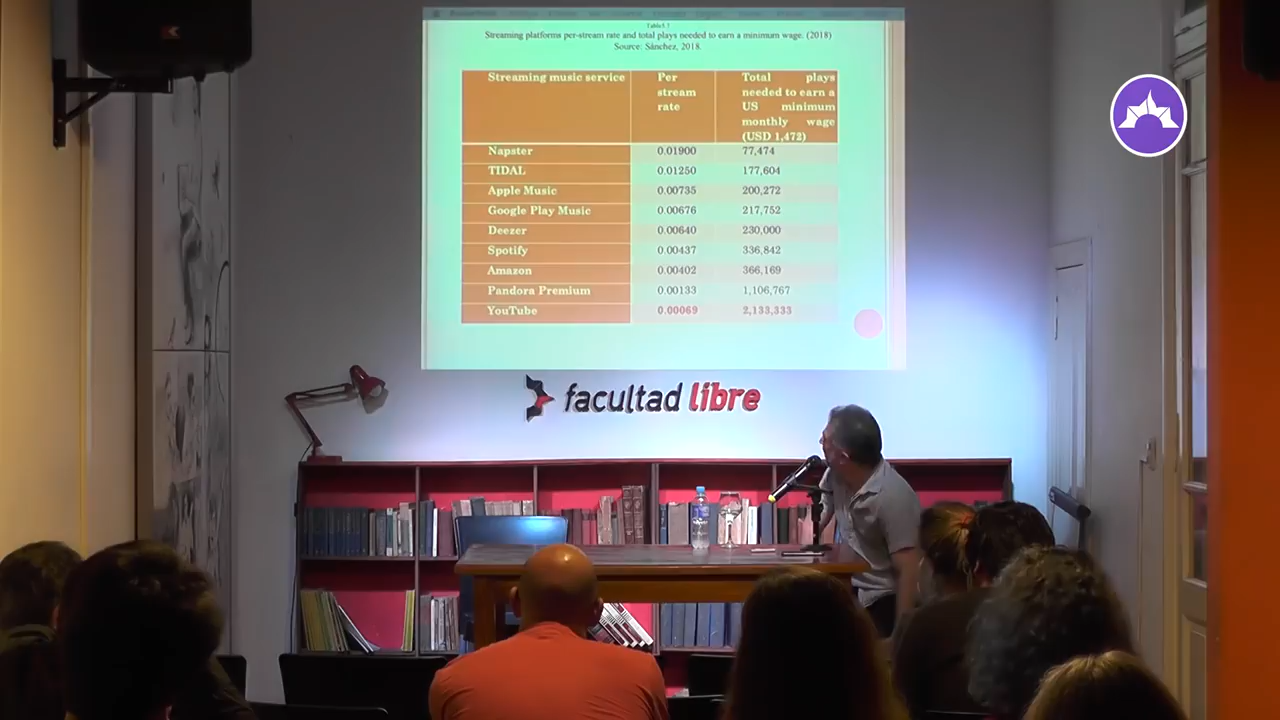 Table 5.7
Streaming platforms per-stream rate and total plays needed to earn a minimum wage. (2018)
Source: Sánchez, 2018.
Streaming music service Per stream rate Total plays needed to earn a US minimum monthly wage (USD 1,472)
Napster 0.01900 77,474
TIDAL 0.01250 177,604
Apple Music 0.00735 200,272
Google Play Music 0.00676 217,752
Deezer 0.00640 230,000
Spotify 0.00437 336,842
Amazon 0.00402 366,169
Pandora Premium 0.00133 1,106,767
YouTube 0.00069 2,133,333
facultad libre